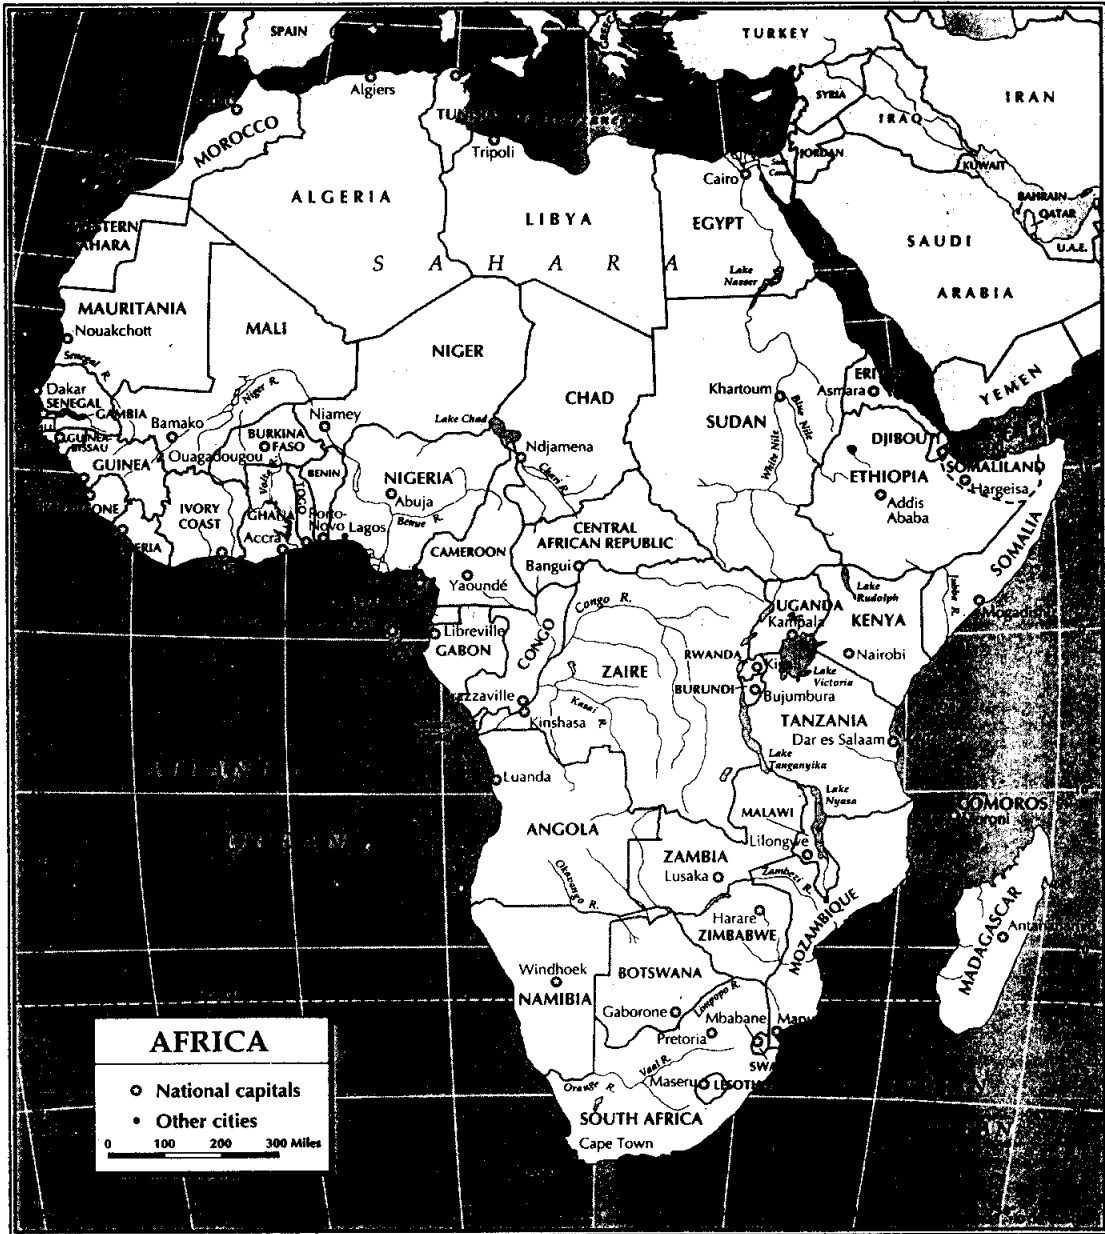 SPAIN
TURKEY
Algiers
SYRIA
IRAN
IRAQ
MOROCCO
Tripoli
JORDAN
KUWAIT
Cairo
ALGERIA
LIBYA
EGYPT
BAHRAIN
QATAR
U.A.E.
SAUDI
ARABIA
SAHARA
Lake
Nasser
MAURITANIA
Nouakchott
MALI
NIGER
CHAD
Senegal R.
Niger R.
Dakar
SENEGAL
GAMBIA
Bamako
Niamey
Lake Chad
Khartoum
Asmara
YEMEN
SUDAN
Blue Nile
White Nile
GUINEA
BISSAU
BURKINA
FASO
Ouagadougou
Ndjamena
Chari R.
DJIBOUTI
SOMALILAND
Hargeisa
GUINEA
BENIN
NIGERIA
Abuja
ETHIOPIA
Addis
Ababa
IVORY
COAST
GHANA
TOGO
Porto-
Novo
Lagos
Benue R.
Accra
CENTRAL
AFRICAN REPUBLIC
SOMALIA
CAMEROON
Bangui
Yaoundé
Lake
Rudolph
UGANDA
Kampala
KENYA
Congo R.
Libreville
GABON
CONGO
ZAIRE
RWANDA
Nairobi
Lake
Victoria
BURUNDI
Bujumbura
Kinshasa
Kasai R.
TANZANIA
Dar es Salaam
Lake
Tanganyika
Luanda
Lake
Nyasa
MALAWI
COMOROS
Lilongwe
ANGOLA
ZAMBIA
Lusaka
Zambezi R.
Okavango R.
Harare
ZIMBABWE
MOZAMBIQUE
MADAGASCAR
Windhoek
NAMIBIA
BOTSWANA
Gaborone
Limpopo R.
Mbabane
Pretoria
Vaal R.
Orange R.
Maseru
SOUTH AFRICA
Cape Town
AFRICA
National capitals
Other cities
0 100 200 300 Miles